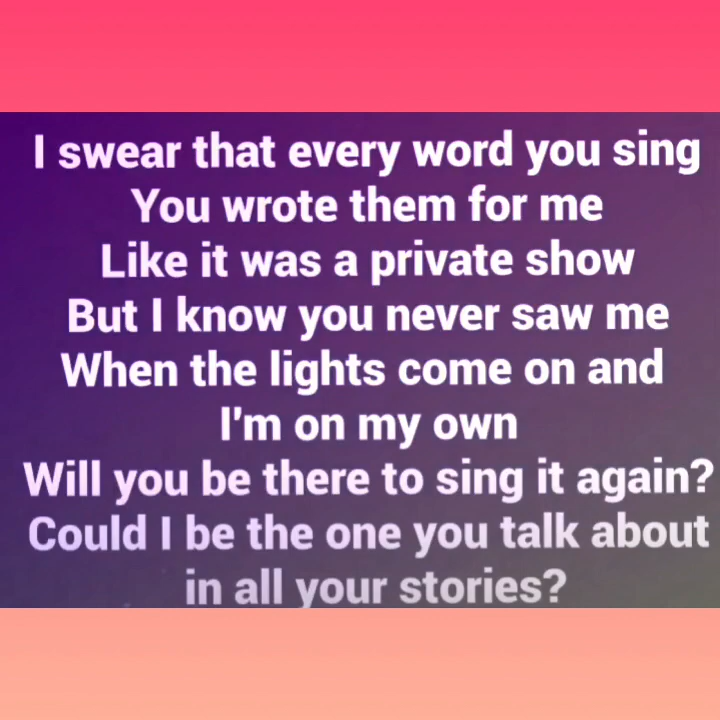 I swear that every word you sing
You wrote them for me
Like it was a private show
But I know you never saw me
When the lights come on and
I'm on my own
Will you be there to sing it again?
Could I be the one you talk about
in all your stories?